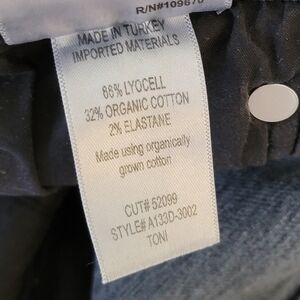 R/N#109870
MADE IN TURKEY
IMPORTED MATERIALS
66% LYOCELL
32% ORGANIC COTTON
2% ELASTANE
Made using organically
grown cotton
CUT# 52099
STYLE# A133D-3002
TONI